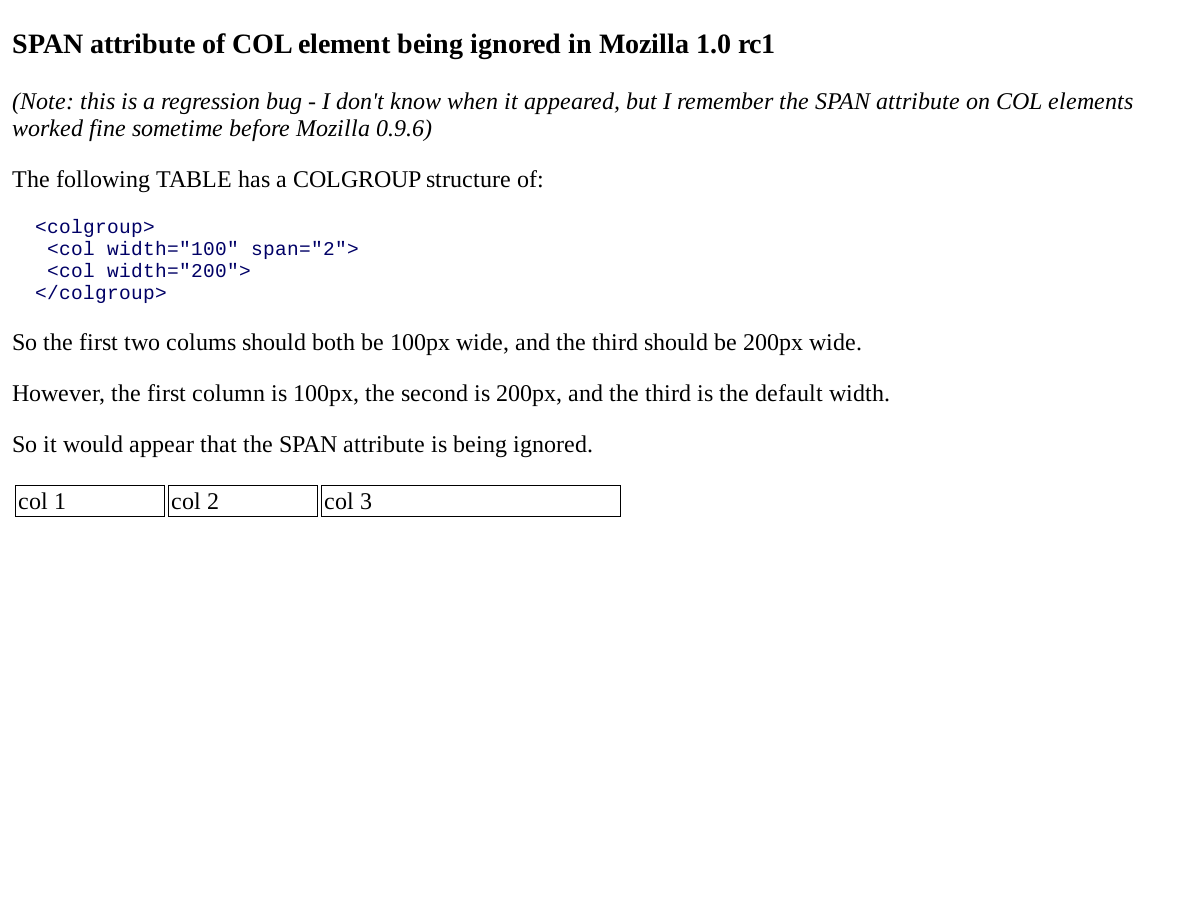 SPAN attribute of COL element being ignored in Mozilla 1.0 rc1
(Note: this is a regression bug - I don't know when it appeared, but I remember the SPAN attribute on COL elements
worked fine sometime before Mozilla 0.9.6)
The following TABLE has a COLGROUP structure of:
<colgroup>
<col width="100" span="2">
<col width="200">
</colgroup>
So the first two colums should both be 100px wide, and the third should be 200px wide.
However, the first column is 100px, the second is 200px, and the third is the default width.
So it would appear that the SPAN attribute is being ignored.
col 1 col 2 col 3